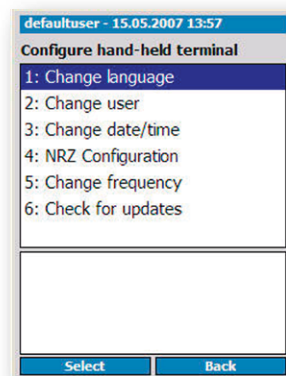 defaultuser - 15.05.2007 13:57
Configure hand-held terminal
1: Change language
2: Change user
3: Change date/time
4: NRZ Configuration
5: Change frequency
6: Check for updates
Select Back